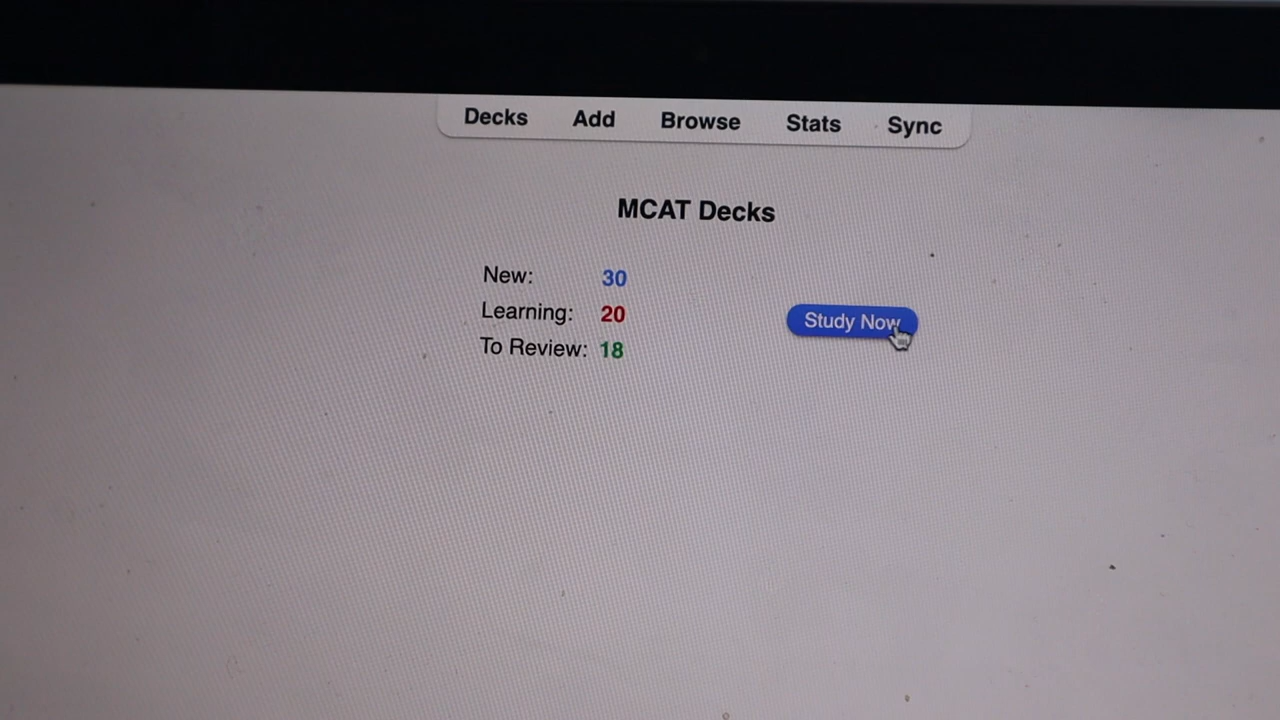 Decks Add Browse Stats Sync
MCAT Decks
New: 30
Learning: 20
To Review: 18
Study Now